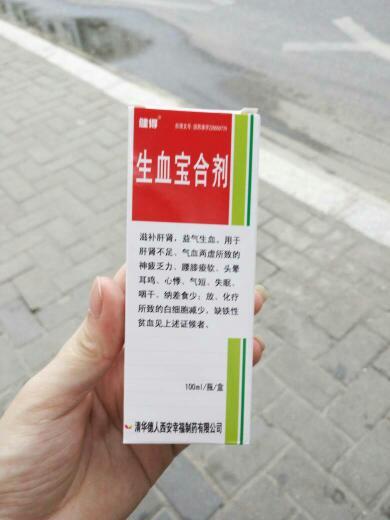 健得
生血宝合剂
滋补肝肾，益气生血。用于
肝肾不足、气血两虚所致的
神疲乏力、腰膝痠软、头晕
耳鸣、心悸、气短、失眠、
咽干、纳差食少；放、化疗
所致的白细胞减少，缺铁性
贫血见上述证候者。
100ml/瓶/盒
清华德人西安幸福制药有限公司